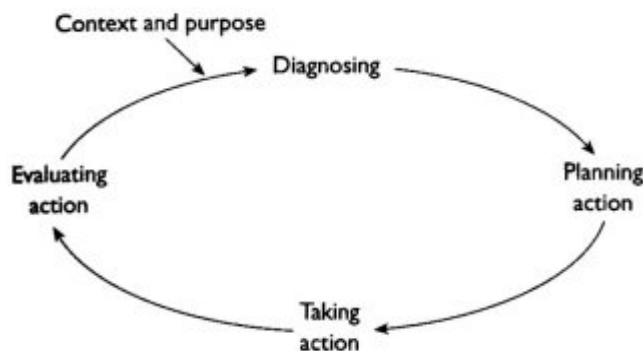 Context and purpose
Diagnosing
Evaluating
action
Planning
action
Taking
action